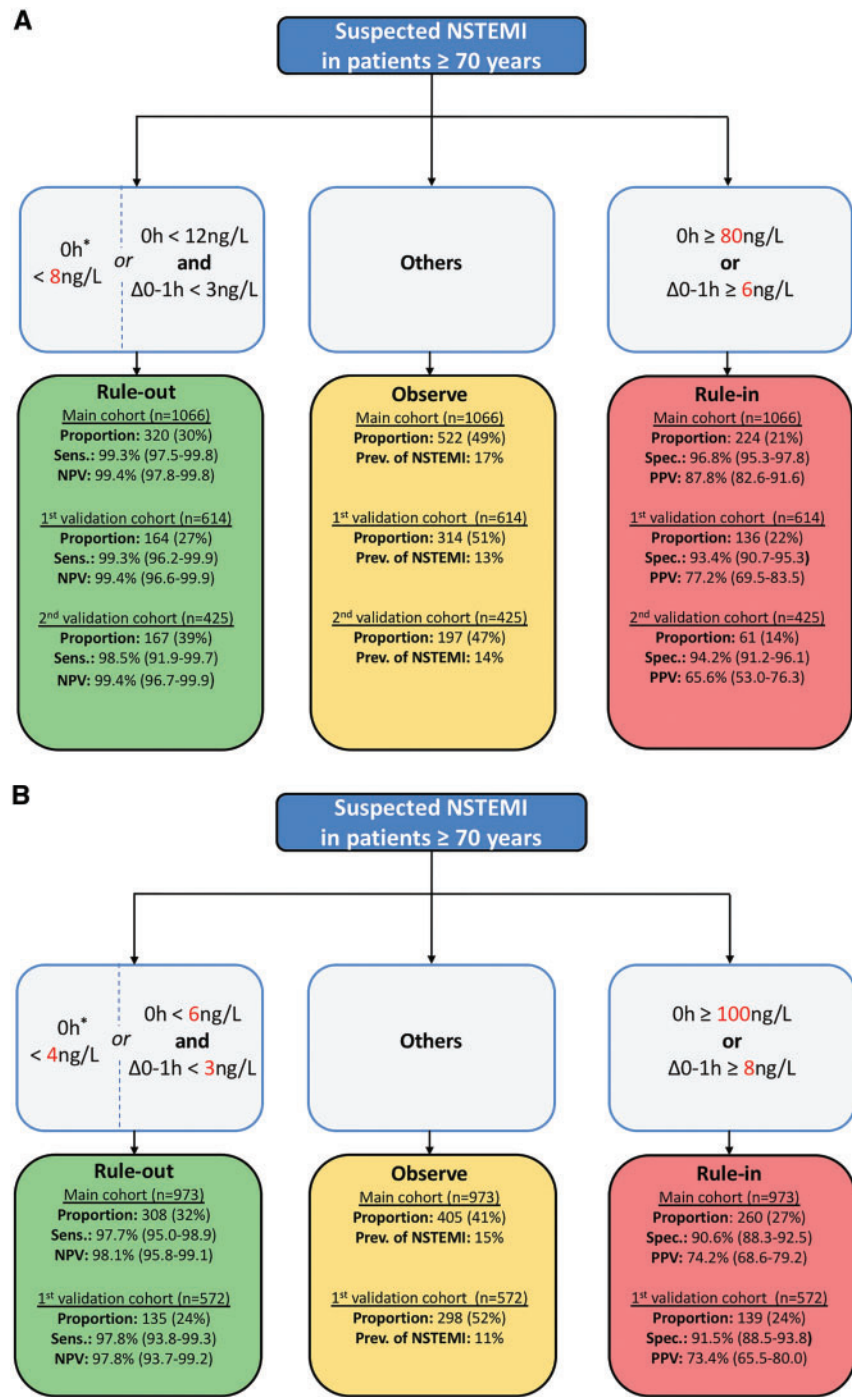 A
Suspected NSTEMI
in patients ≥ 70 years
0h*
< 8ng/L
or
0h < 12ng/L
and
Δ0-1h < 3ng/L
Others
0h ≥ 80ng/L
or
Δ0-1h ≥ 6ng/L
Rule-out
Main cohort (n=1066)
Proportion: 320 (30%)
Sens.: 99.3% (97.5-99.8)
NPV: 99.4% (97.8-99.8)
1st validation cohort (n=614)
Proportion: 164 (27%)
Sens.: 99.3% (96.2-99.9)
NPV: 99.4% (96.6-99.9)
2nd validation cohort (n=425)
Proportion: 167 (39%)
Sens.: 98.5% (91.9-99.7)
NPV: 99.4% (96.7-99.9)
Observe
Main cohort (n=1066)
Proportion: 522 (49%)
Prev. of NSTEMI: 17%
1st validation cohort (n=614)
Proportion: 314 (51%)
Prev. of NSTEMI: 13%
2nd validation cohort (n=425)
Proportion: 197 (47%)
Prev. of NSTEMI: 14%
Rule-in
Main cohort (n=1066)
Proportion: 224 (21%)
Spec.: 96.8% (95.3-97.8)
PPV: 87.8% (82.6-91.6)
1st validation cohort (n=614)
Proportion: 136 (22%)
Spec.: 93.4% (90.7-95.3)
PPV: 77.2% (69.5-83.5)
2nd validation cohort (n=425)
Proportion: 61 (14%)
Spec.: 94.2% (91.2-96.1)
PPV: 65.6% (53.0-76.3)
B
Suspected NSTEMI
in patients ≥ 70 years
0h*
< 4ng/L
or
0h < 6ng/L
and
Δ0-1h < 3ng/L
Others
0h ≥ 100ng/L
or
Δ0-1h ≥ 8ng/L
Rule-out
Main cohort (n=973)
Proportion: 308 (32%)
Sens.: 97.7% (95.0-98.9)
NPV: 98.1% (95.8-99.1)
1st validation cohort (n=572)
Proportion: 135 (24%)
Sens.: 97.8% (93.8-99.3)
NPV: 97.8% (93.7-99.2)
Observe
Main cohort (n=973)
Proportion: 405 (41%)
Prev. of NSTEMI: 15%
1st validation cohort (n=572)
Proportion: 298 (52%)
Prev. of NSTEMI: 11%
Rule-in
Main cohort (n=973)
Proportion: 260 (27%)
Spec.: 90.6% (88.3-92.5)
PPV: 74.2% (68.6-79.2)
1st validation cohort (n=572)
Proportion: 139 (24%)
Spec.: 91.5% (88.5-93.8)
PPV: 73.4% (65.5-80.0)